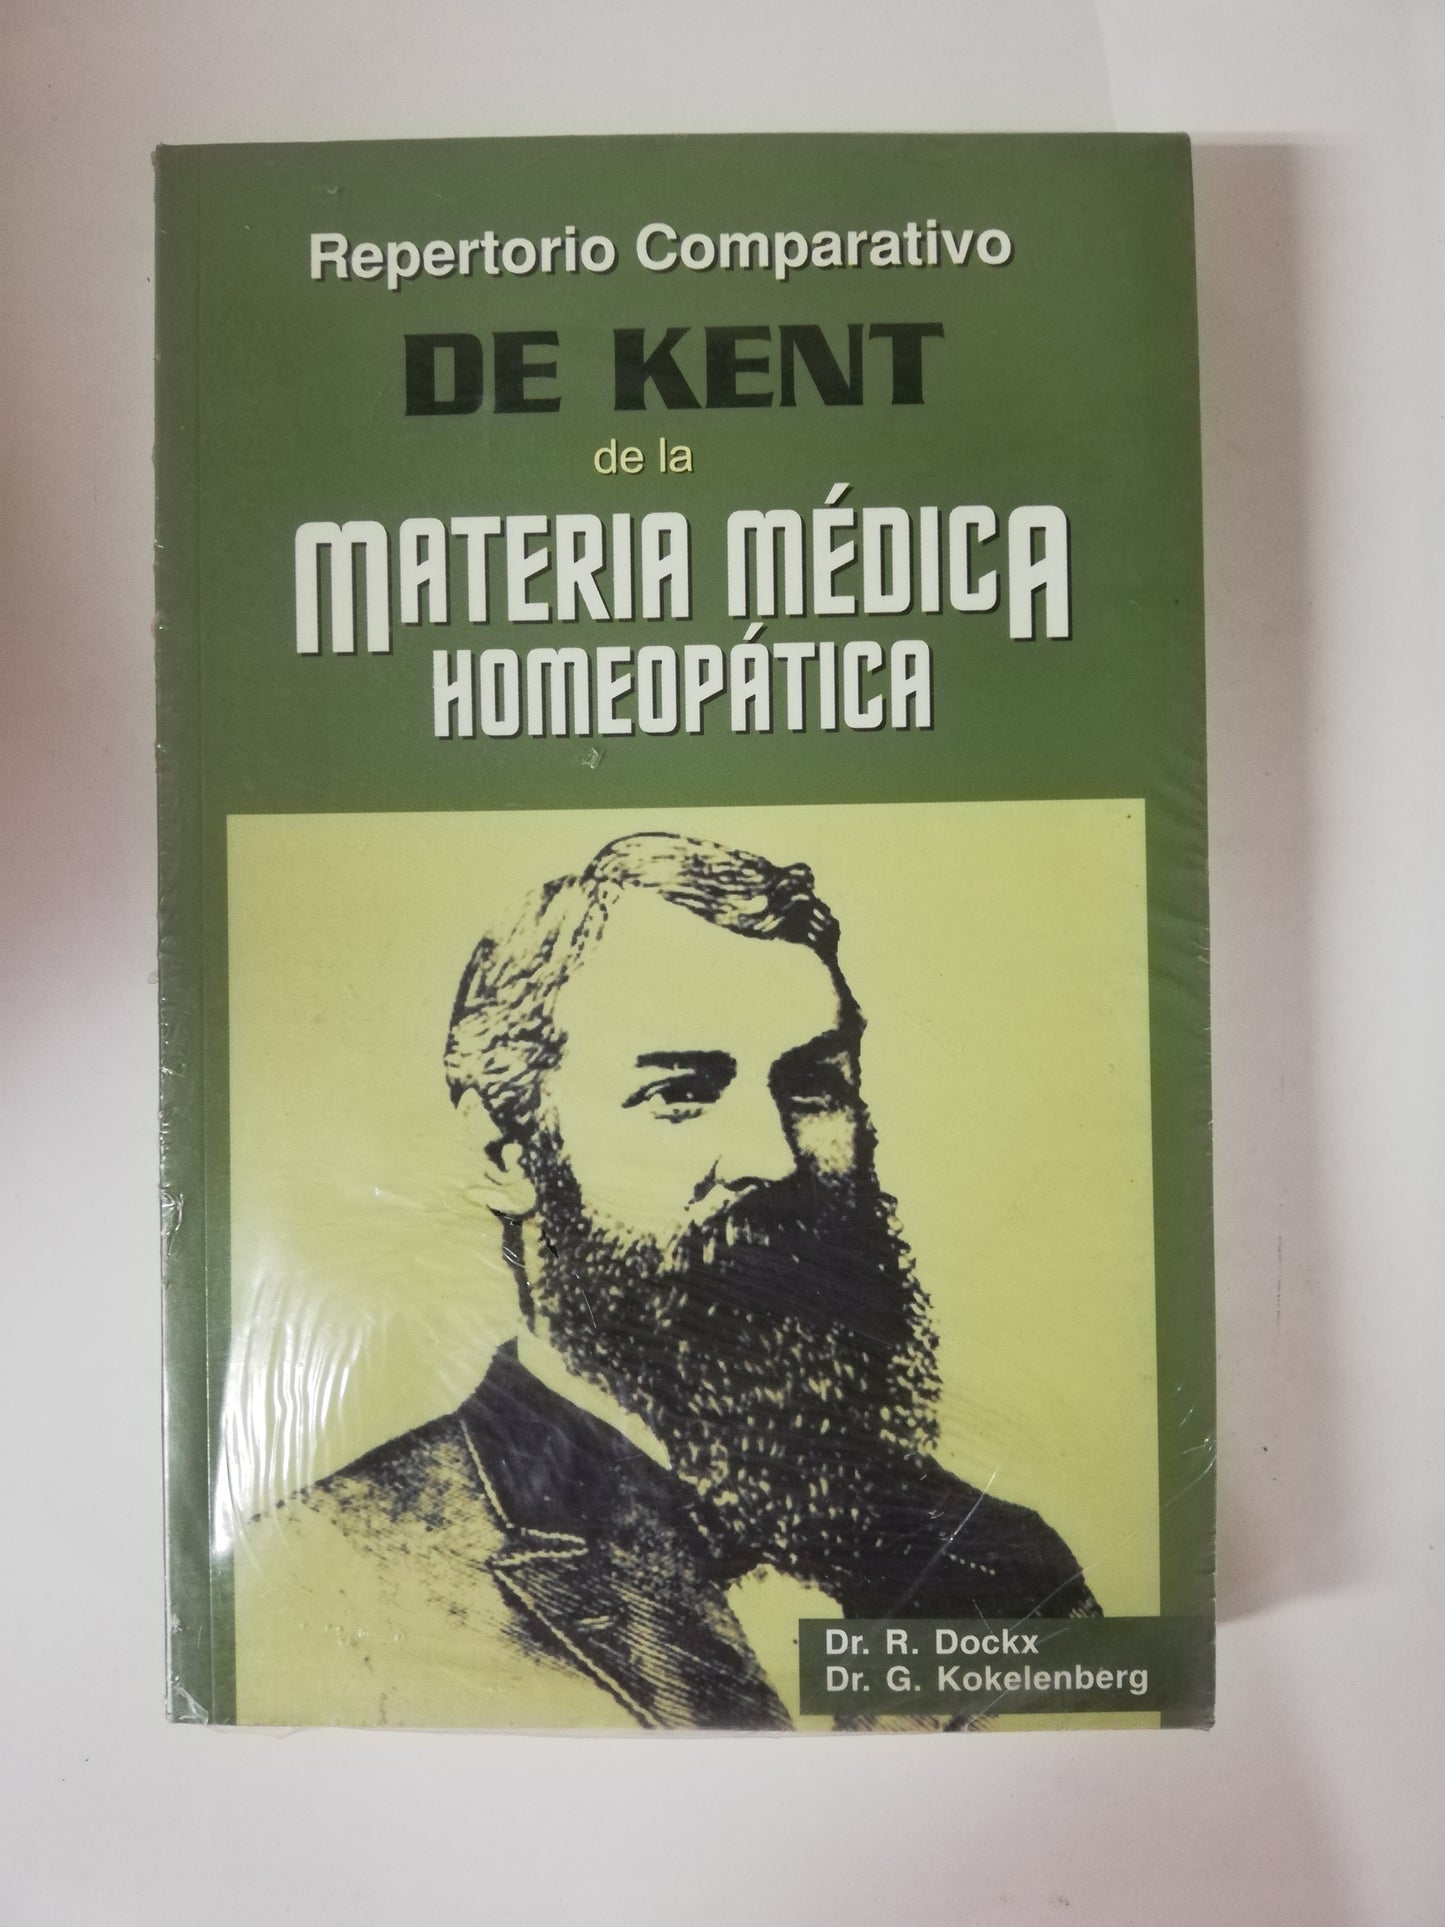 Repertorio Comparativo
DE KENT
de la
MATERIA MÉDICA
HOMEOPÁTICA
Dr. R. Dockx
Dr. G. Kokelenberg